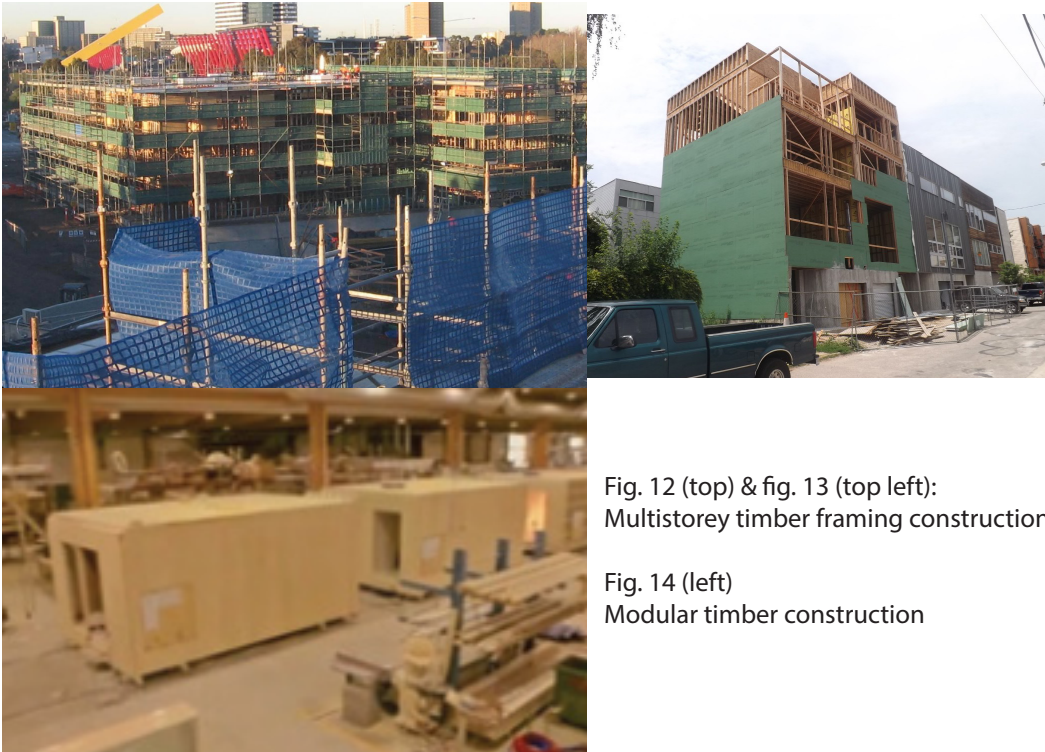 Fig. 12 (top) & fig. 13 (top left):
Multistorey timber framing construction
Fig. 14 (left)
Modular timber construction